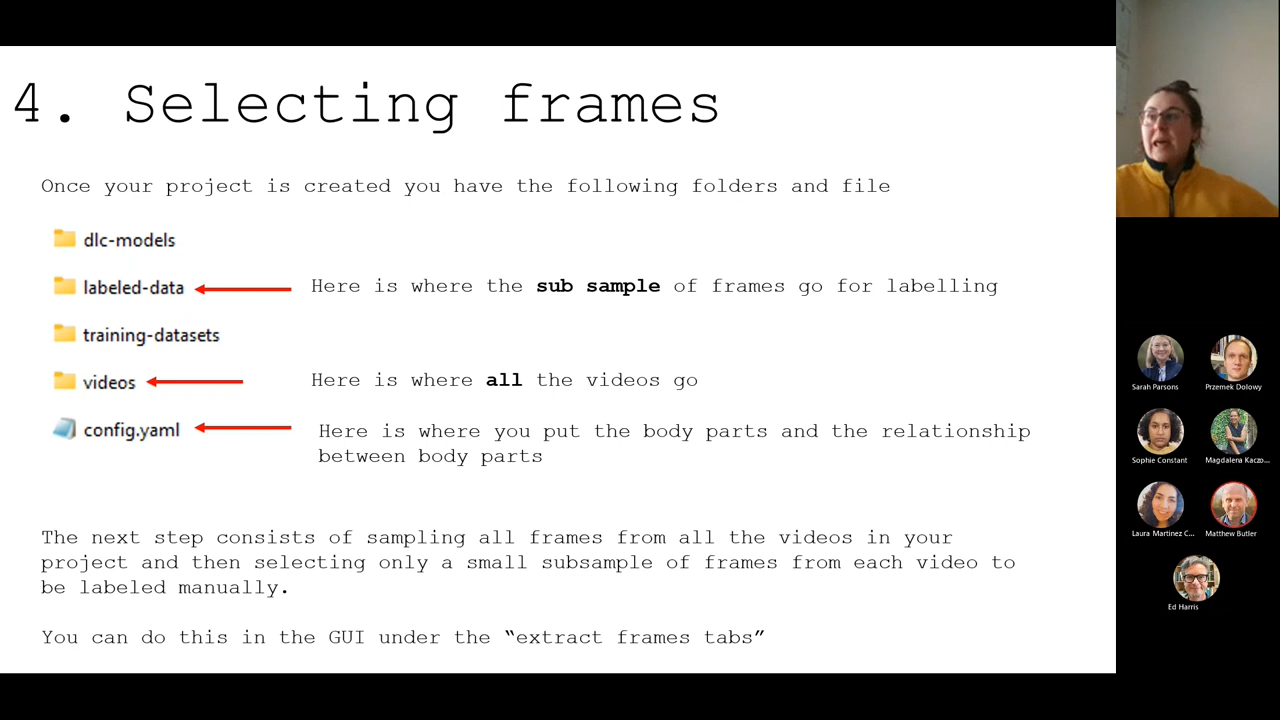 4. Selecting frames
Once your project is created you have the following folders and file
dlc-models
labeled-data
Here is where the sub sample of frames go for labelling
training-datasets
videos
Here is where all the videos go
config.yaml
Here is where you put the body parts and the relationship
between body parts
The next step consists of sampling all frames from all the videos in your
project and then selecting only a small subsample of frames from each video to
be labeled manually.
You can do this in the GUI under the “extract frames tabs”
Sarah Parsons
Przemek Dolowy
Sophie Constant
Magdalena Kaczo...
Laura Martinez C...
Matthew Butler
Ed Harris